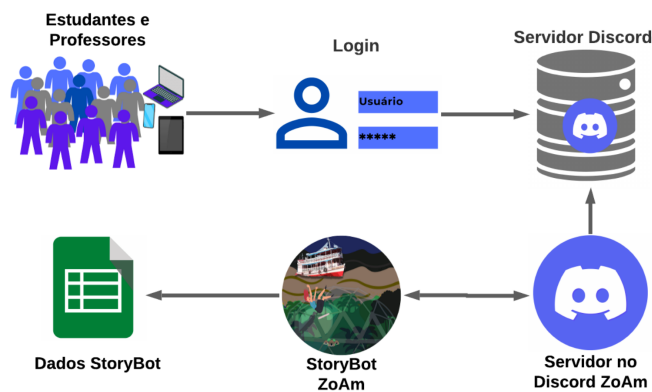 Estudantes e
Professores
Login
Servidor Discord
Usuário
*****
Dados StoryBot
StoryBot
ZoAm
Servidor no
Discord ZoAm